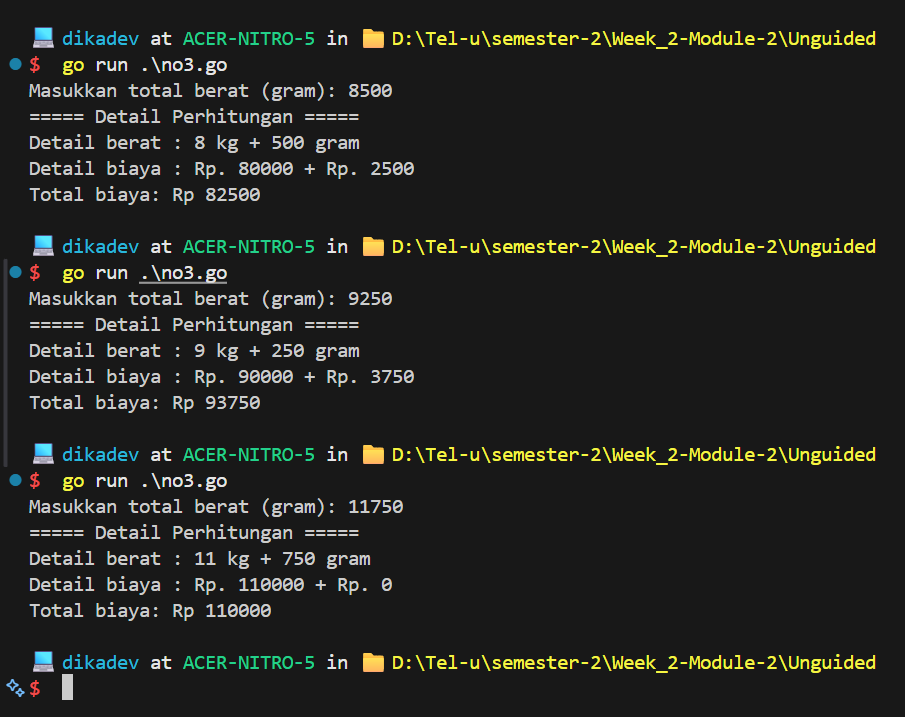 dikadev at ACER-NITRO-5 in D:\Tel-u\semester-2\Week_2-Module-2\Unguided
$ go run .\no3.go
Masukkan total berat (gram): 8500
===== Detail Perhitungan =====
Detail berat : 8 kg + 500 gram
Detail biaya : Rp. 80000 + Rp. 2500
Total biaya: Rp 82500
dikadev at ACER-NITRO-5 in D:\Tel-u\semester-2\Week_2-Module-2\Unguided
$ go run .\no3.go
Masukkan total berat (gram): 9250
===== Detail Perhitungan =====
Detail berat : 9 kg + 250 gram
Detail biaya : Rp. 90000 + Rp. 3750
Total biaya: Rp 93750
dikadev at ACER-NITRO-5 in D:\Tel-u\semester-2\Week_2-Module-2\Unguided
$ go run .\no3.go
Masukkan total berat (gram): 11750
===== Detail Perhitungan =====
Detail berat : 11 kg + 750 gram
Detail biaya : Rp. 110000 + Rp. 0
Total biaya: Rp 110000
dikadev at ACER-NITRO-5 in D:\Tel-u\semester-2\Week_2-Module-2\Unguided
$